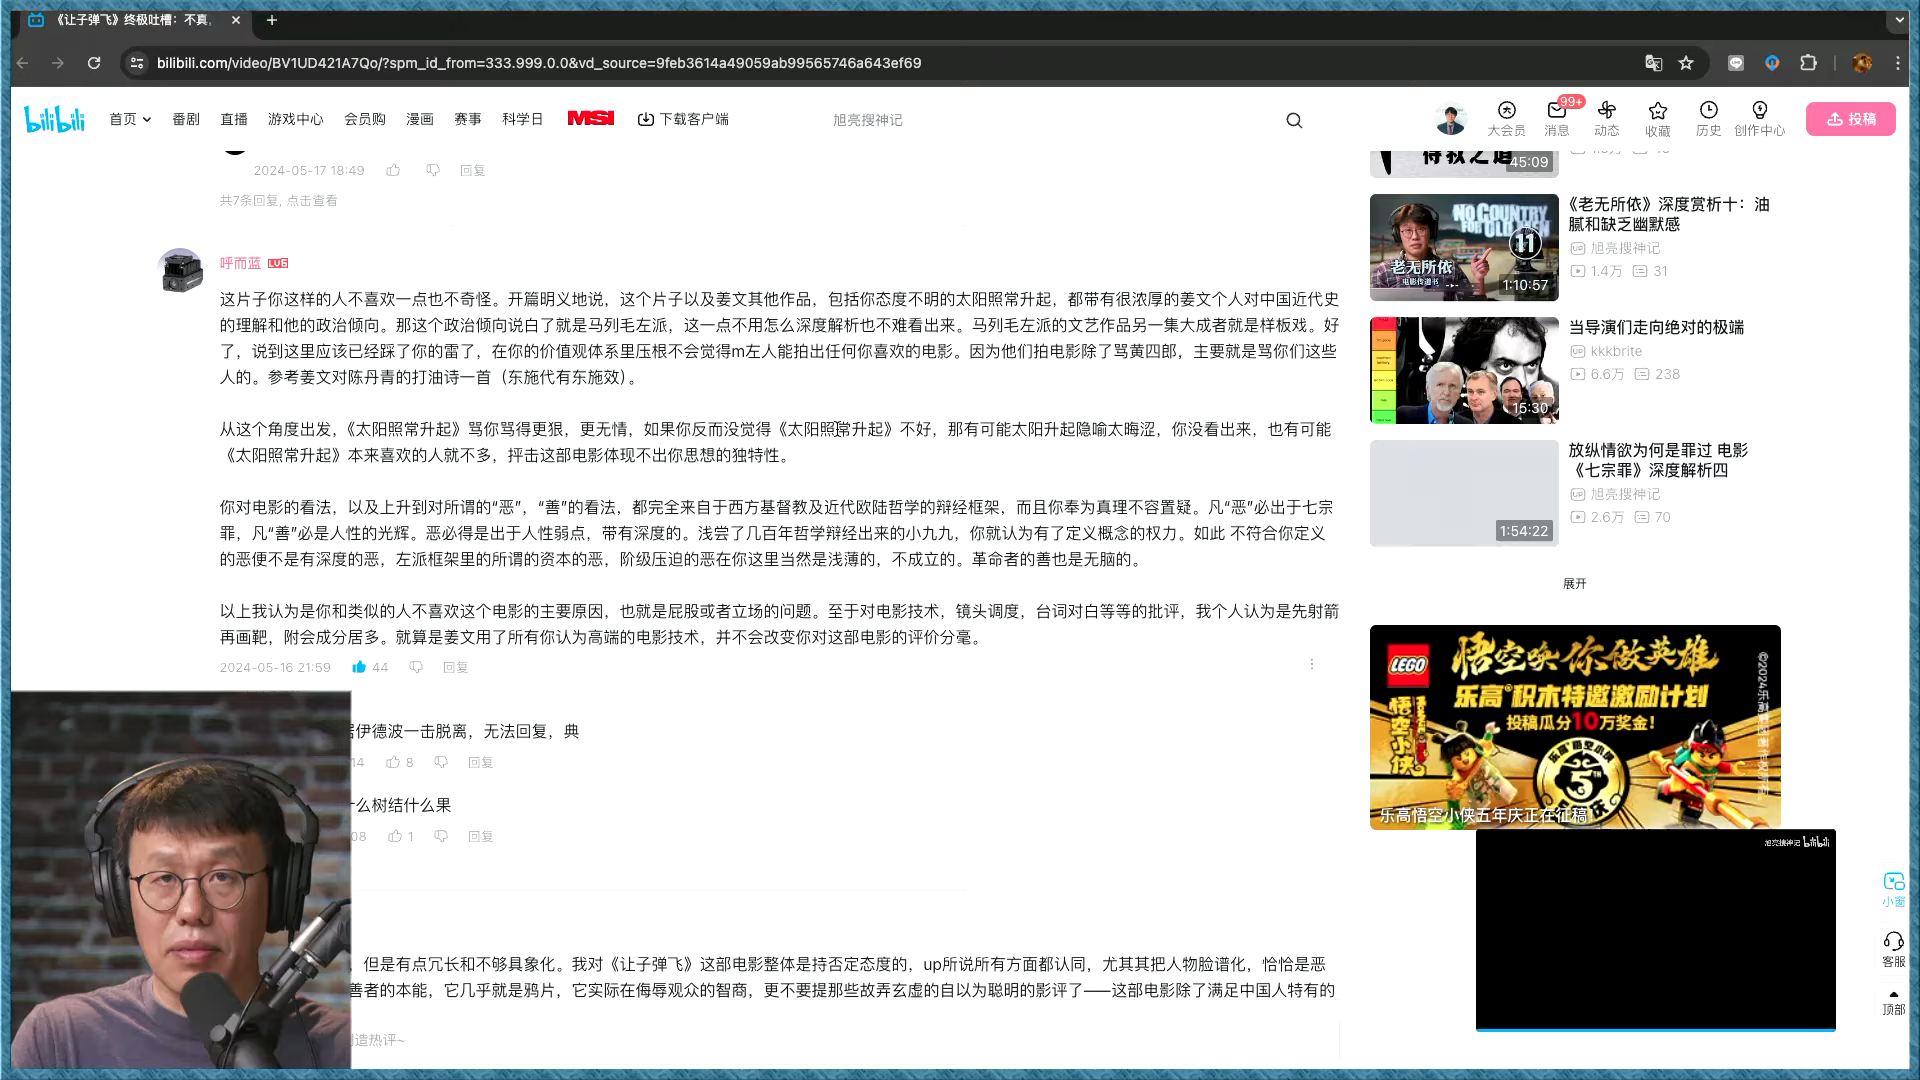 《让子弹飞》终极吐槽：不真
bilibili.com/video/BV1UD421A7Qo/?spm_id_from=333.999.0.0&vd_source=9feb3614a49059ab99565746a643ef69
bilibili 首页 番剧 直播 游戏中心 会员购 漫画 赛事 科学日 MSI 下载客户端 旭亮搜神记 大会员 99+ 消息 动态 收藏 历史 创作中心 投稿
2024-05-17 18:49 回复
共7条回复, 点击查看
呼而蓝 LV6
这片子你这样的人不喜欢一点也不奇怪。开篇明义地说，这个片子以及姜文其他作品，包括你态度不明的太阳照常升起，都带有很浓厚的姜文个人对中国近代史
的理解和他的政治倾向。那这个政治倾向说白了就是马列毛左派，这一点不用怎么深度解析也不难看出来。马列毛左派的文艺作品另一集大成者就是样板戏。好
了，说到这里应该已经踩了你的雷了，在你的价值观体系里压根不会觉得m左人能拍出任何你喜欢的电影。因为他们拍电影除了骂黄四郎，主要就是骂你们这些
人的。参考姜文对陈丹青的打油诗一首（东施代有东施效）。
从这个角度出发，《太阳照常升起》骂你骂得更狠，更无情，如果你反而没觉得《太阳照常升起》不好，那有可能太阳升起隐喻太晦涩，你没看出来，也有可能
《太阳照常升起》本来喜欢的人就不多，抨击这部电影体现不出你思想的独特性。
你对电影的看法，以及上升到对所谓的“恶”，“善”的看法，都完全来自于西方基督教及近代欧陆哲学的辩经框架，而且你奉为真理不容置疑。凡“恶”必出于七宗
罪，凡“善”必是人性的光辉。恶必得是出于人性弱点，带有深度的。浅尝了几百年哲学辩经出来的小九九，你就认为有了定义概念的权力。如此 不符合你定义
的恶便不是有深度的恶，左派框架里的所谓的资本的恶，阶级压迫的恶在你这里当然是浅薄的，不成立的。革命者的善也是无脑的。
以上我认为是你和类似的人不喜欢这个电影的主要原因，也就是屁股或者立场的问题。至于对电影技术，镜头调度，台词对白等等的批评，我个人认为是先射箭
再画靶，附会成分居多。就算是姜文用了所有你认为高端的电影技术，并不会改变你对这部电影的评价分毫。
2024-05-16 21:59 44 回复
伊德波一击脱离，无法回复，典
14 8 回复
什么树结什么果
08 1 回复
，但是有点冗长和不够具象化。我对《让子弹飞》这部电影整体是持否定态度的，up所说所有方面都认同，尤其其把人物脸谱化，恰恰是恶
善者的本能，它几乎就是鸦片，它实际在侮辱观众的智商，更不要提那些故弄玄虚的自以为聪明的影评了——这部电影除了满足中国人特有的
造热评~
45:09
NO COUNTRY FOR OLD MEN
11
老无所依
电影传道书
1:10:57
《老无所依》深度赏析十：油
腻和缺乏幽默感
UP 旭亮搜神记
1.4万 31
15:30
当导演们走向绝对的极端
UP kkkbrite
6.6万 238
1:54:22
放纵情欲为何是罪过 电影
《七宗罪》深度解析四
UP 旭亮搜神记
2.6万 70
展开
LEGO
悟空小侠
悟空唤你做英雄
乐高®积木特邀激励计划
投稿瓜分10万奖金！
5TH
乐高悟空小侠五年庆正在征稿
旭亮搜神记 bilibili
小窗
客服
顶部